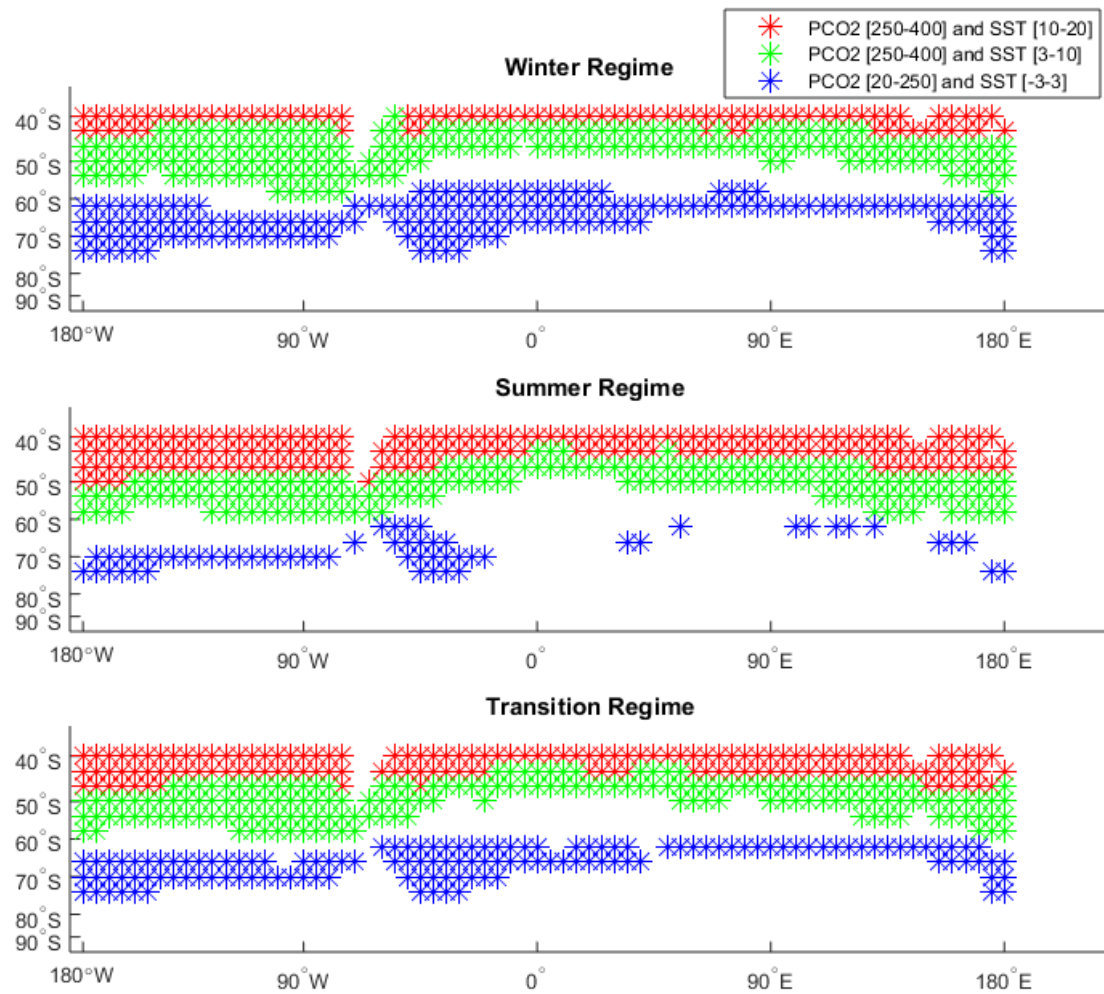 PCO2 [250-400] and SST [10-20]
PCO2 [250-400] and SST [3-10]
PCO2 [20-250] and SST [-3-3]
Winter Regime
40°S
50°S
60°S
70°S
80°S
90°S
180°W 90°W 0° 90°E 180°E
Summer Regime
40°S
50°S
60°S
70°S
80°S
90°S
180°W 90°W 0° 90°E 180°E
Transition Regime
40°S
50°S
60°S
70°S
80°S
90°S
180°W 90°W 0° 90°E 180°E